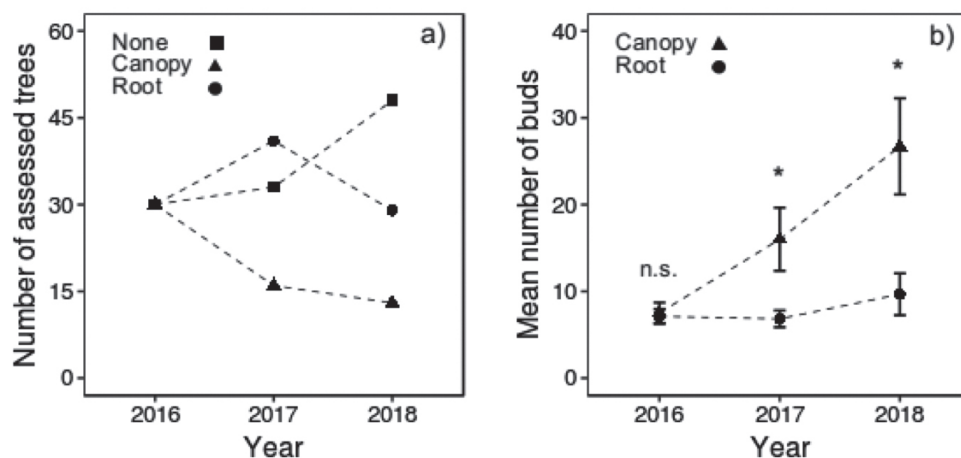 a)
None
Canopy
Root
60
45
30
15
0
Number of assessed trees
2016 2017 2018
Year
b)
Canopy
Root
40
30
20
10
0
Mean number of buds
n.s.
*
*
2016 2017 2018
Year